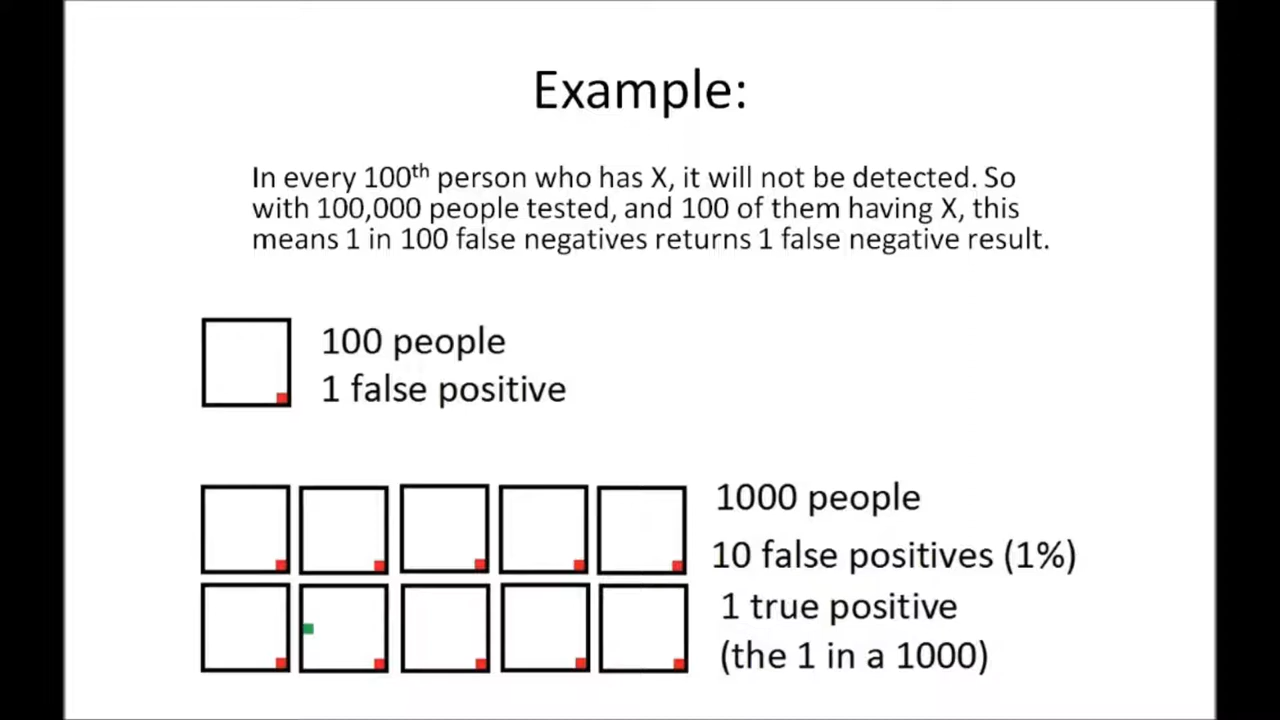 Example:
In every 100th person who has X, it will not be detected. So
with 100,000 people tested, and 100 of them having X, this
means 1 in 100 false negatives returns 1 false negative result.
100 people
1 false positive
1000 people
10 false positives (1%)
1 true positive
(the 1 in a 1000)